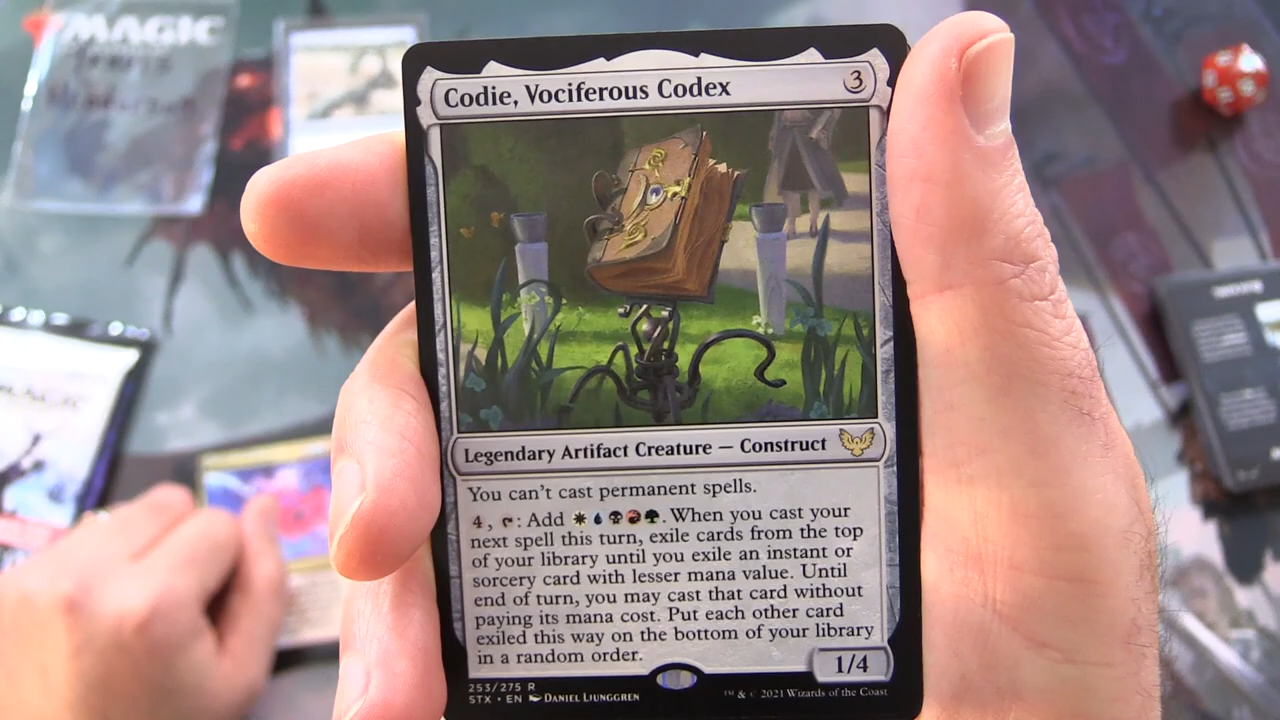 MAGIC
Codie, Vociferous Codex
3
Legendary Artifact Creature — Construct
You can't cast permanent spells.
4, : Add . When you cast your
next spell this turn, exile cards from the top
of your library until you exile an instant or
sorcery card with lesser mana value. Until
end of turn, you may cast that card without
paying its mana cost. Put each other card
exiled this way on the bottom of your library
in a random order.
1/4
253/275 R
STX • EN DANIEL LJUNGGREN
™ & © 2021 Wizards of the Coast